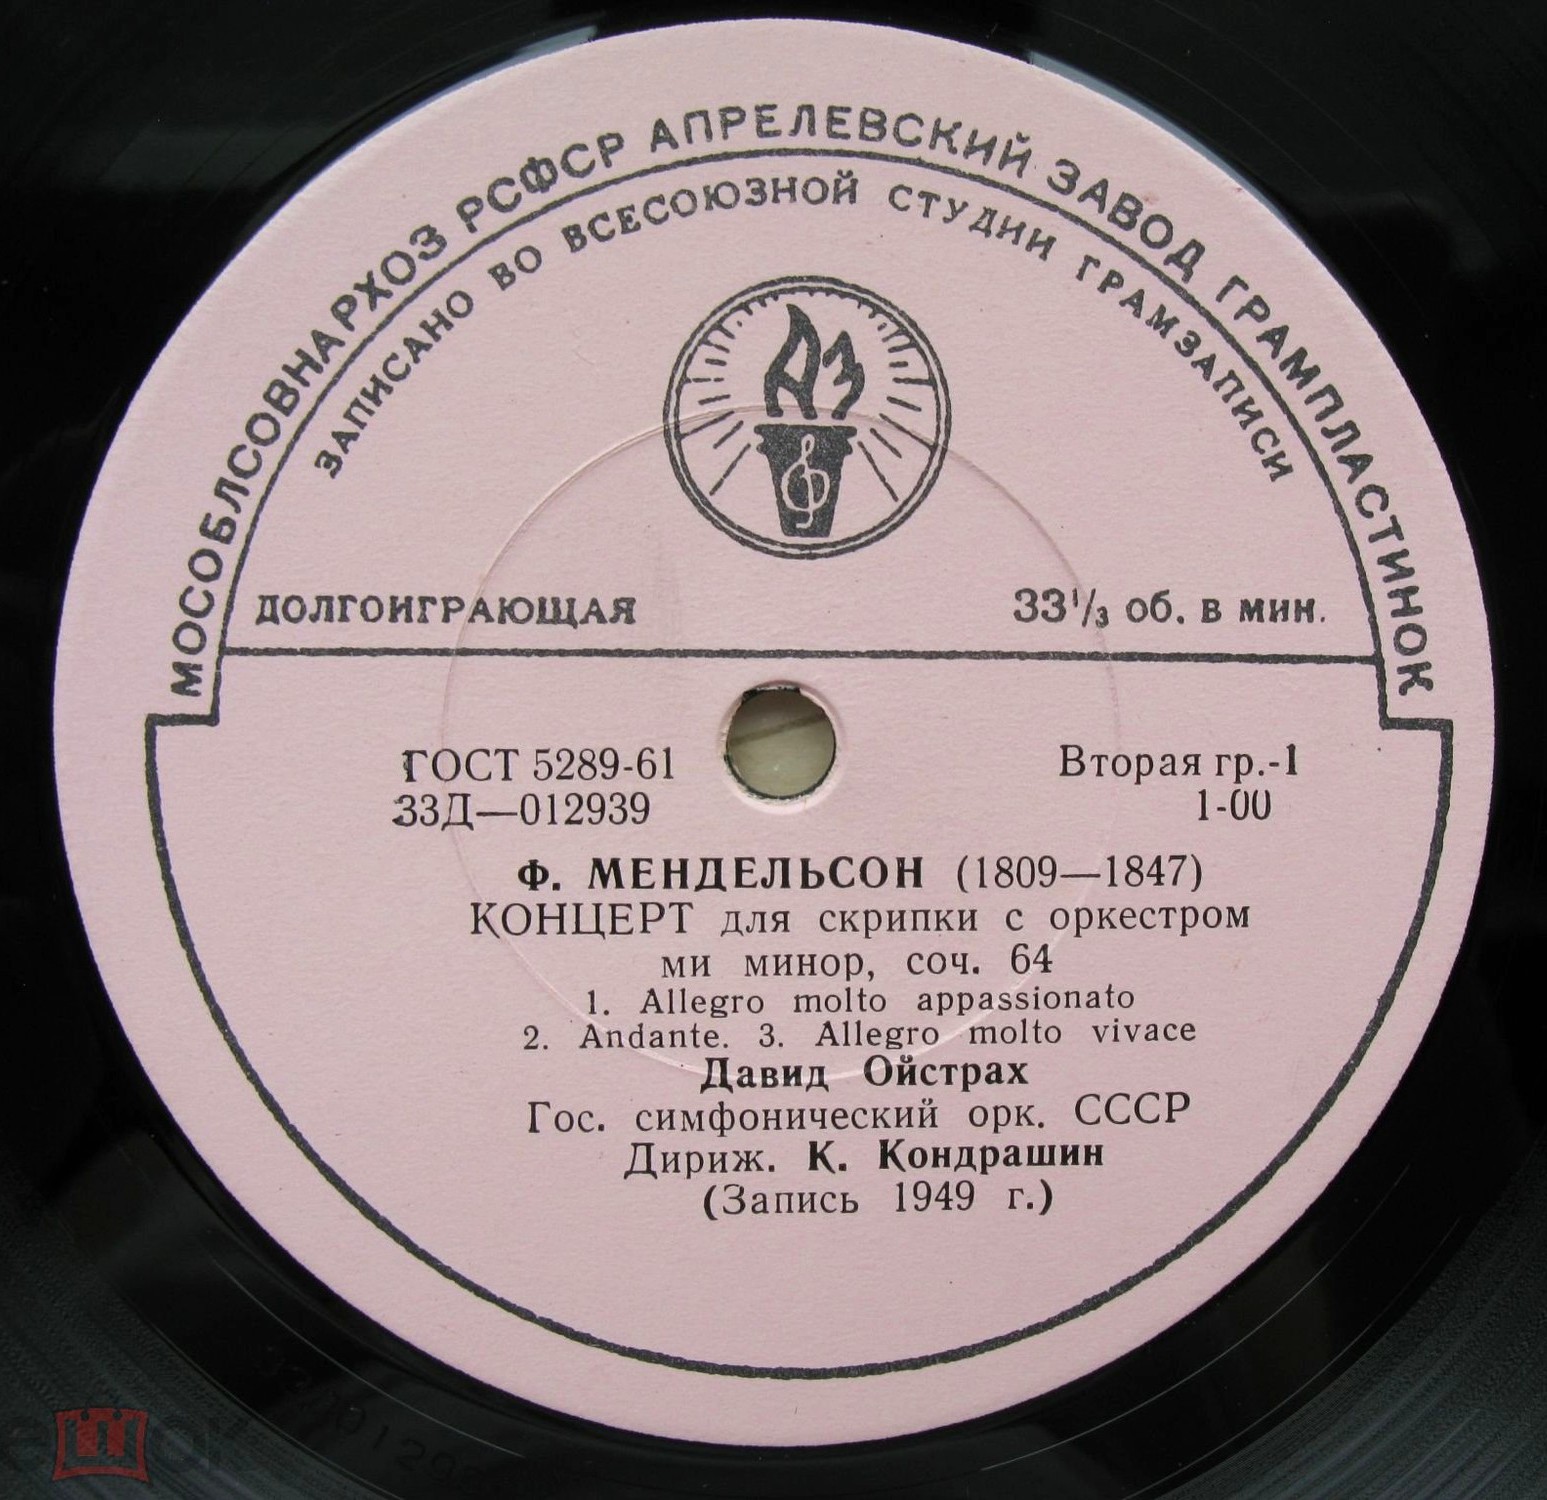 МОСОБЛСОВНАРХОЗ РСФСР АПРЕЛЕВСКИЙ ЗАВОД ГРАМПЛАСТИНОК
ЗАПИСАНО ВО ВСЕСОЮЗНОЙ СТУДИИ ГРАМЗАПИСИ
АЗ
ДОЛГОИГРАЮЩАЯ 33⅓ об. в мин.
ГОСТ 5289-61 Вторая гр.-1
33Д—012939 1-00
Ф. МЕНДЕЛЬСОН (1809—1847)
КОНЦЕРТ для скрипки с оркестром
ми минор, соч. 64
1. Allegro molto appassionato
2. Andante. 3. Allegro molto vivace
Давид Ойстрах
Гос. симфонический орк. СССР
Дириж. К. Кондрашин
(Запись 1949 г.)